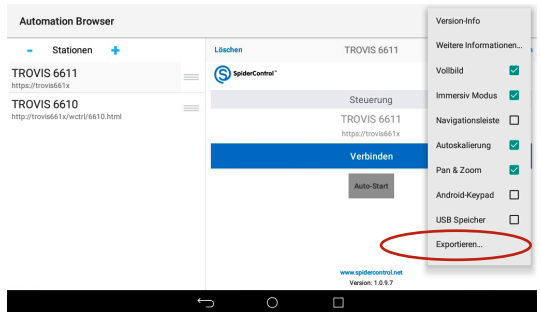 Automation Browser
- Stationen +
TROVIS 6611
https://trovis661x
TROVIS 6610
http://trovis661x/wctrl/6610.html
Löschen TROVIS 6611
SpiderControl™
Steuerung
TROVIS 6611
https://trovis661x
Verbinden
Auto-Start
www.spidercontrol.net
Version: 1.0.9.7
Version-Info
Weitere Informationen...
Vollbild
Immersiv Modus
Navigationsleiste
Autoskalierung
Pan & Zoom
Android-Keypad
USB Speicher
Exportieren...